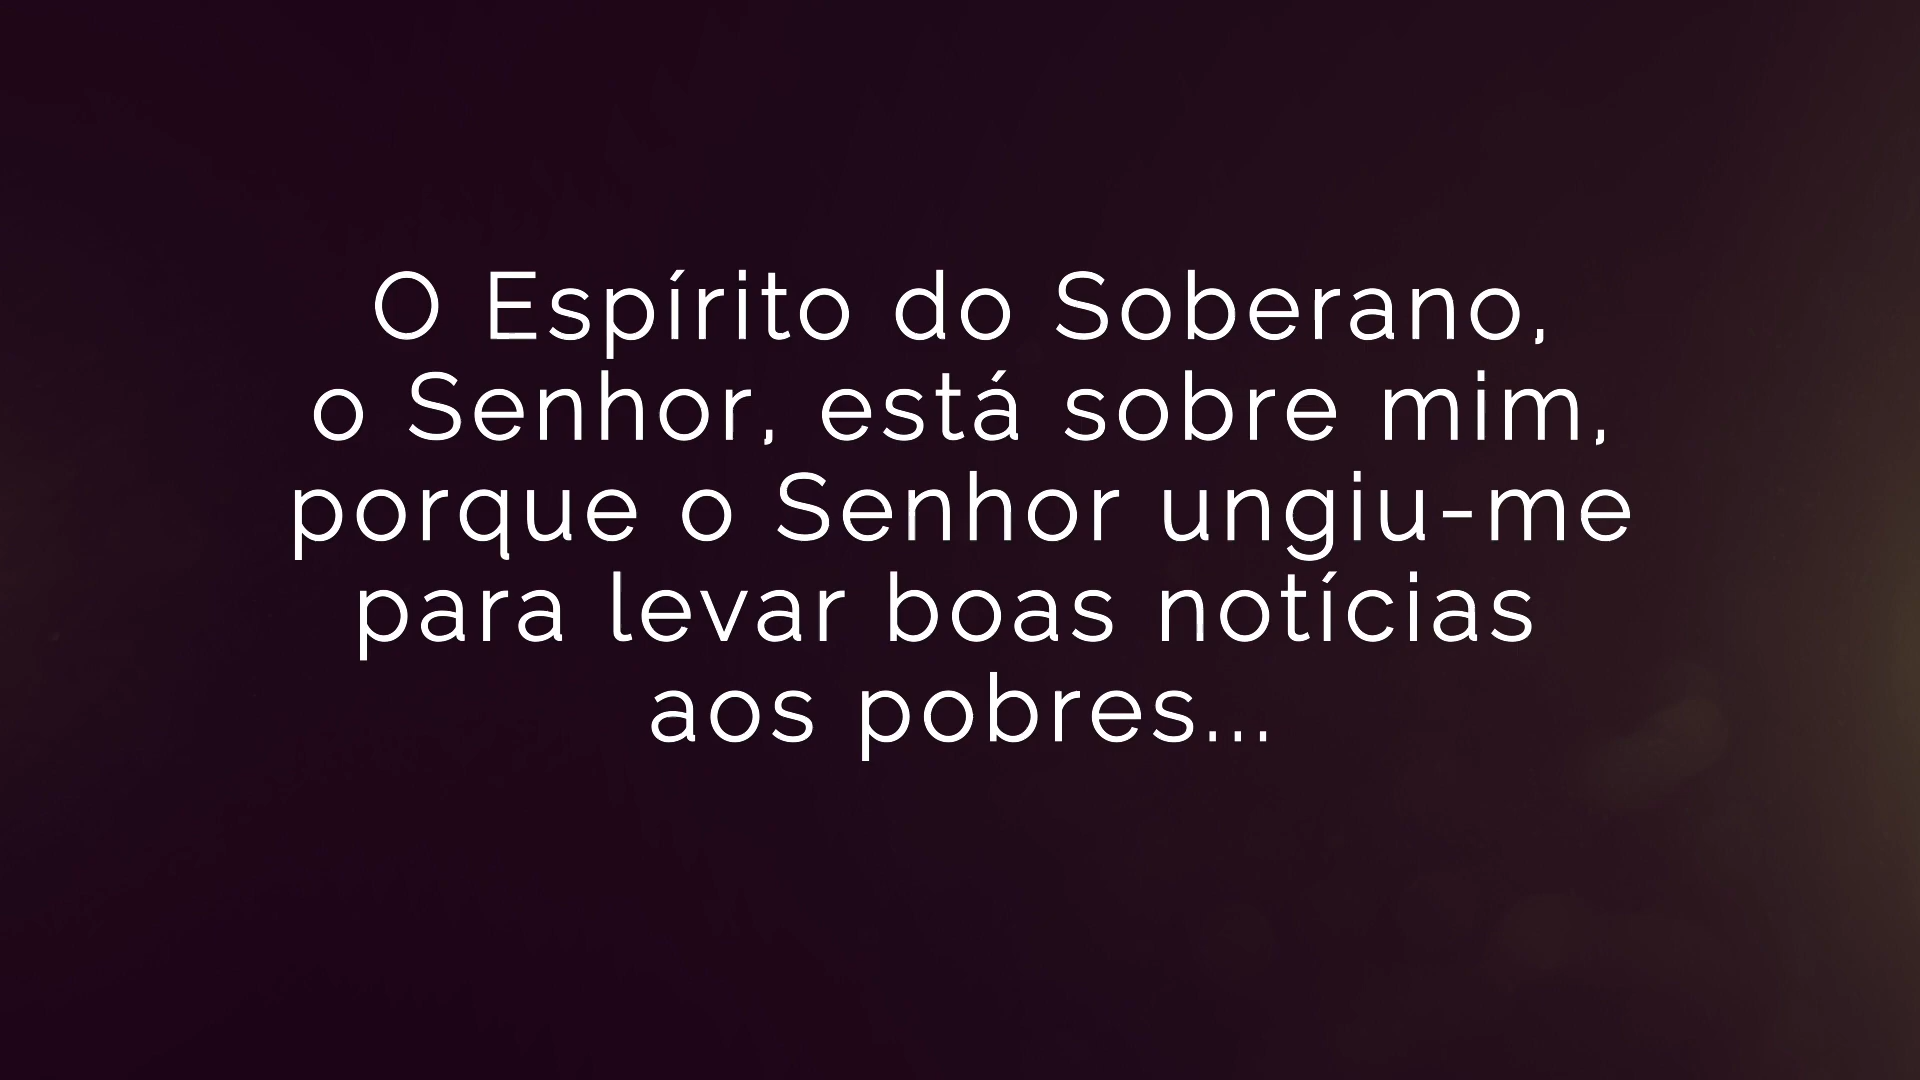 O Espírito do Soberano,
o Senhor, está sobre mim,
porque o Senhor ungiu-me
para levar boas notícias
aos pobres...